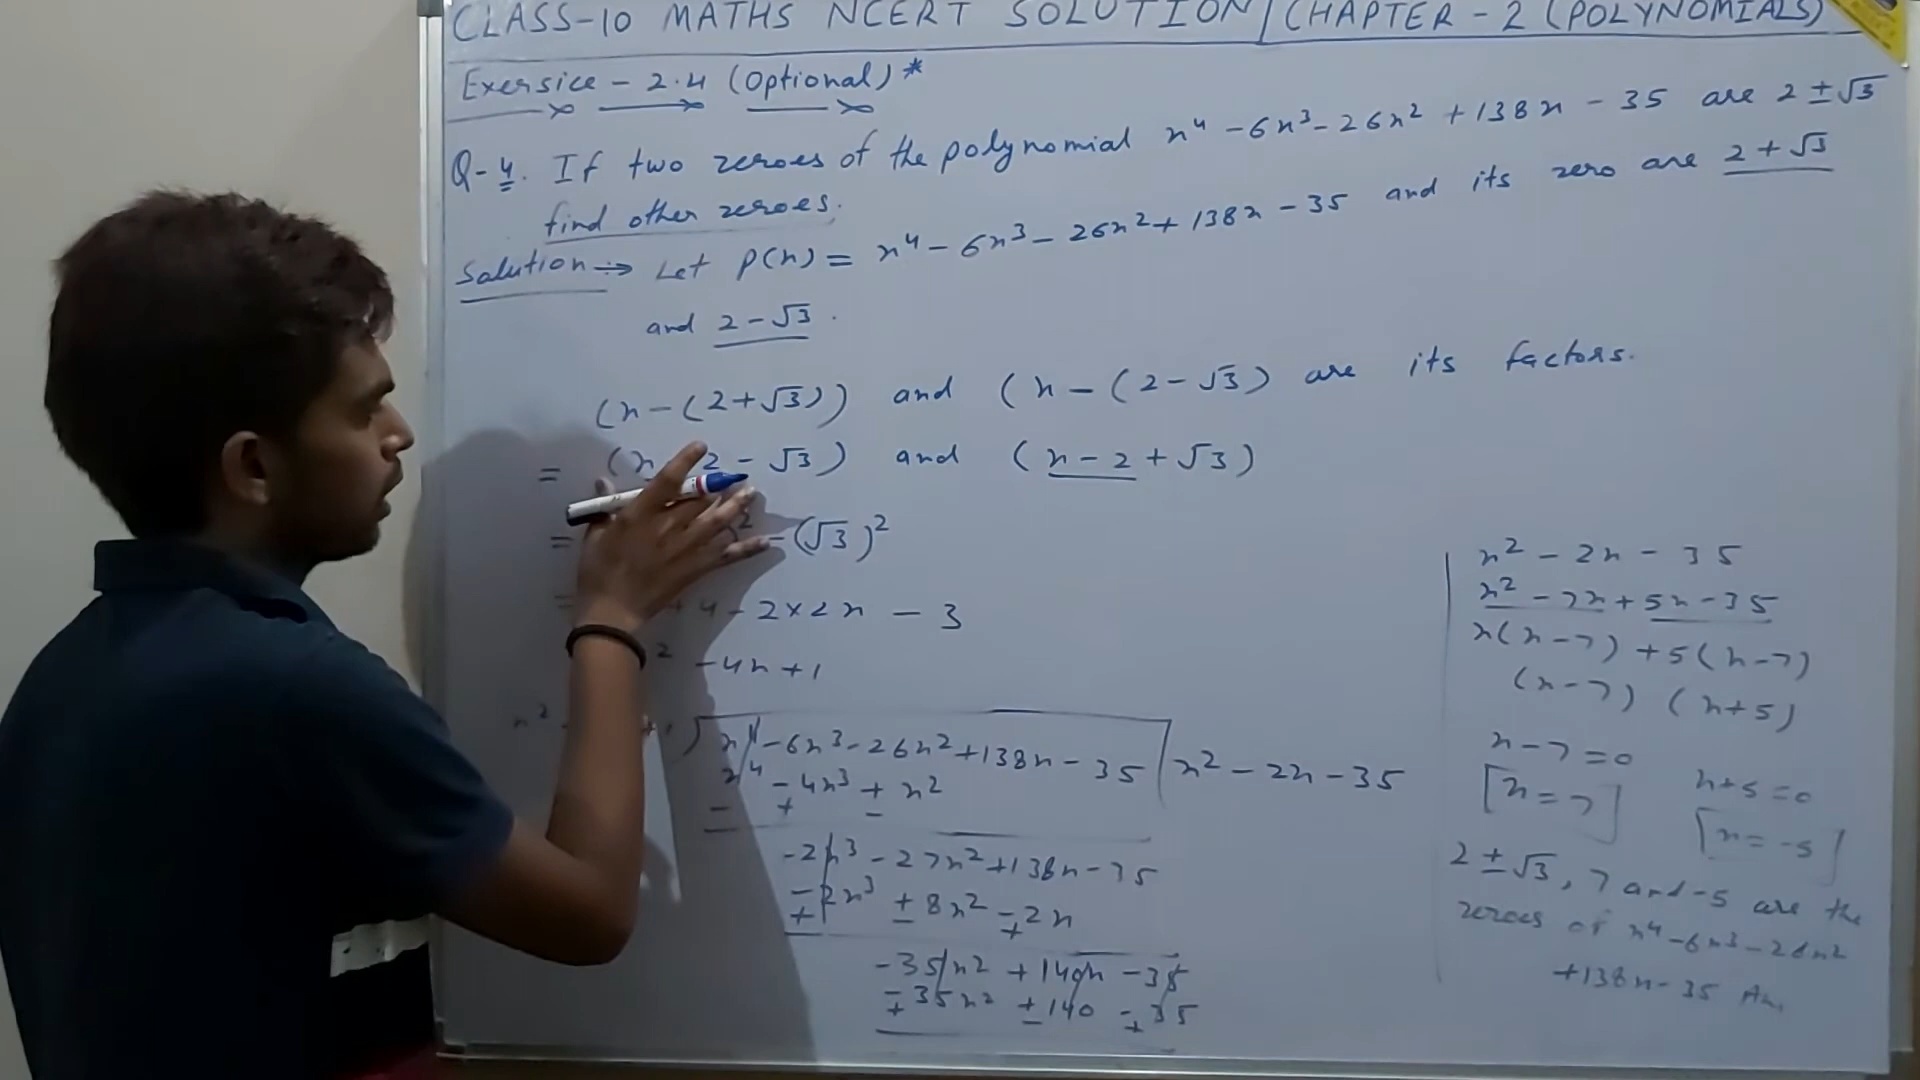 CLASS-10 MATHS NCERT SOLUTION / CHAPTER-2 (POLYNOMIALS)
Exersice - 2.4 (Optional)*
Q-4. If two zeroes of the polynomial x⁴ - 6x³ - 26x² + 138x - 35 are 2 ± √3
find other zeroes.
Solution → Let p(x) = x⁴ - 6x³ - 26x² + 138x - 35 and its zero are 2 + √3
and 2 - √3.
(x - (2 + √3)) and (x - (2 - √3) are its factors.
= (x 2 - √3) and (x - 2 + √3)
= ² - (√3)²
= + 4 - 2×2x - 3
² - 4x + 1
x² ) x⁴ - 6x³ - 26x² + 138x - 35 / x² - 2x - 35
x⁴ - 4x³ + x²
- + -
-2x³ - 27x² + 138x - 35
-2x³ + 8x² - 2x
+ - +
-35x² + 140x - 35
-35x² + 140 - 35
+ - +
x² - 2x - 35
x² - 7x + 5x - 35
x(x - 7) + 5(x - 7)
(x - 7) (x + 5)
x - 7 = 0
x + 5 = 0
[x = 7]
[x = -5]
2 ± √3, 7 and -5 are the
zeroes of x⁴ - 6x³ - 26x²
+ 138x - 35 An.